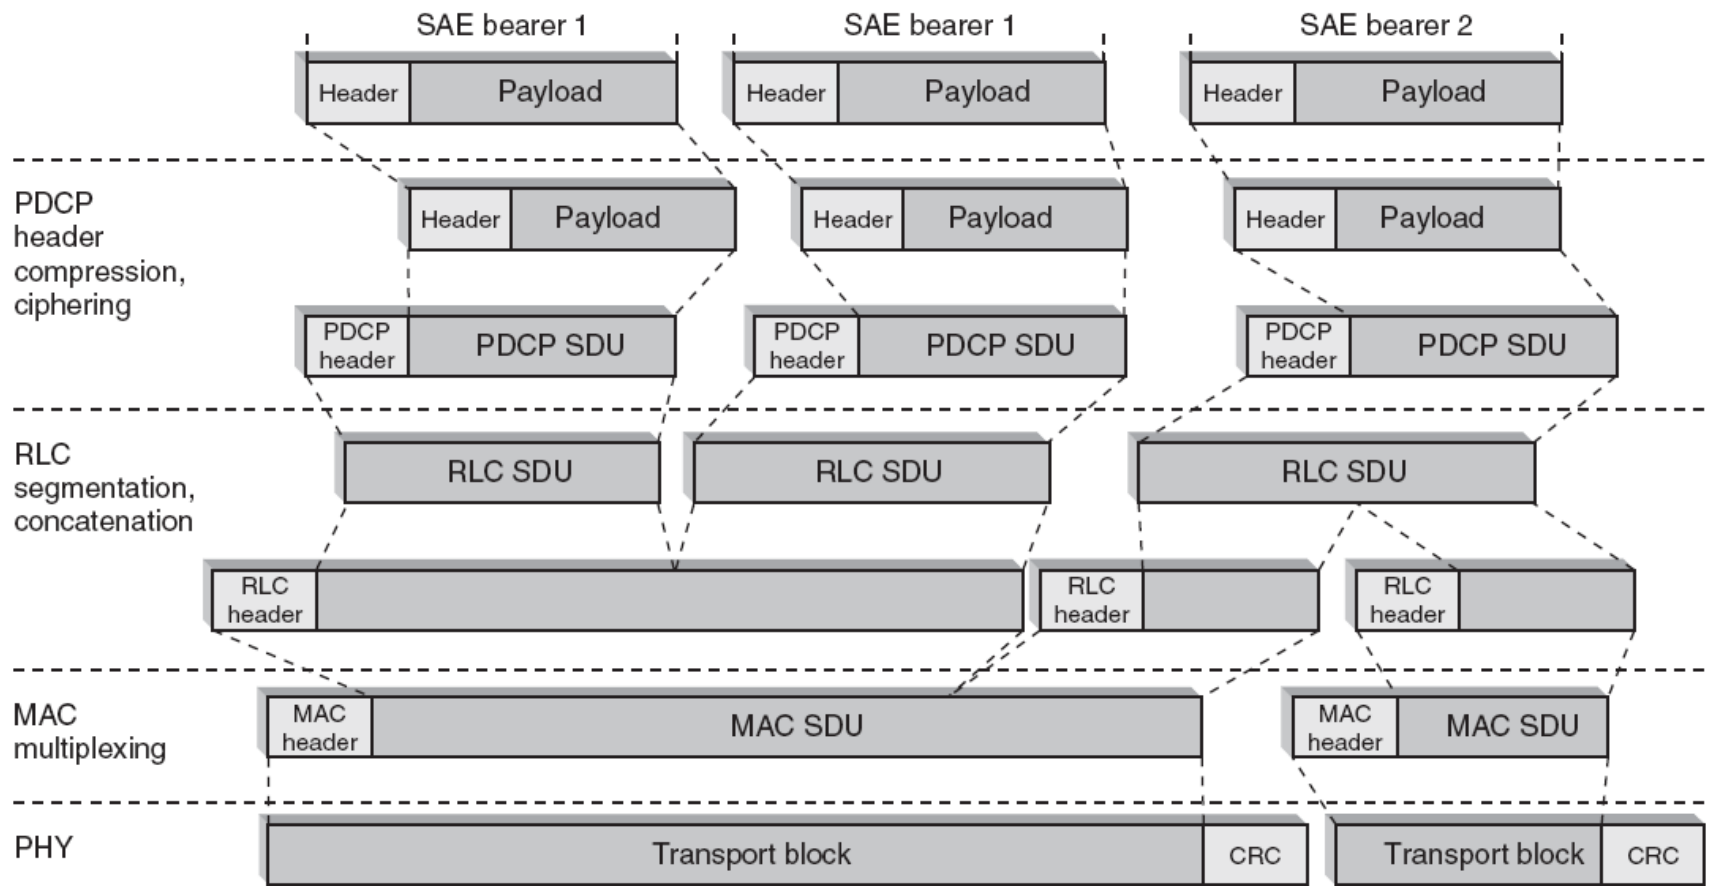 SAE bearer 1
SAE bearer 1
SAE bearer 2
Header
Payload
Header
Payload
Header
Payload
PDCP
header
compression,
ciphering
Header
Payload
Header
Payload
Header
Payload
PDCP
header
PDCP SDU
PDCP
header
PDCP SDU
PDCP
header
PDCP SDU
RLC
segmentation,
concatenation
RLC SDU
RLC SDU
RLC SDU
RLC
header
RLC
header
RLC
header
MAC
multiplexing
MAC
header
MAC SDU
MAC
header
MAC SDU
PHY
Transport block
CRC
Transport block
CRC